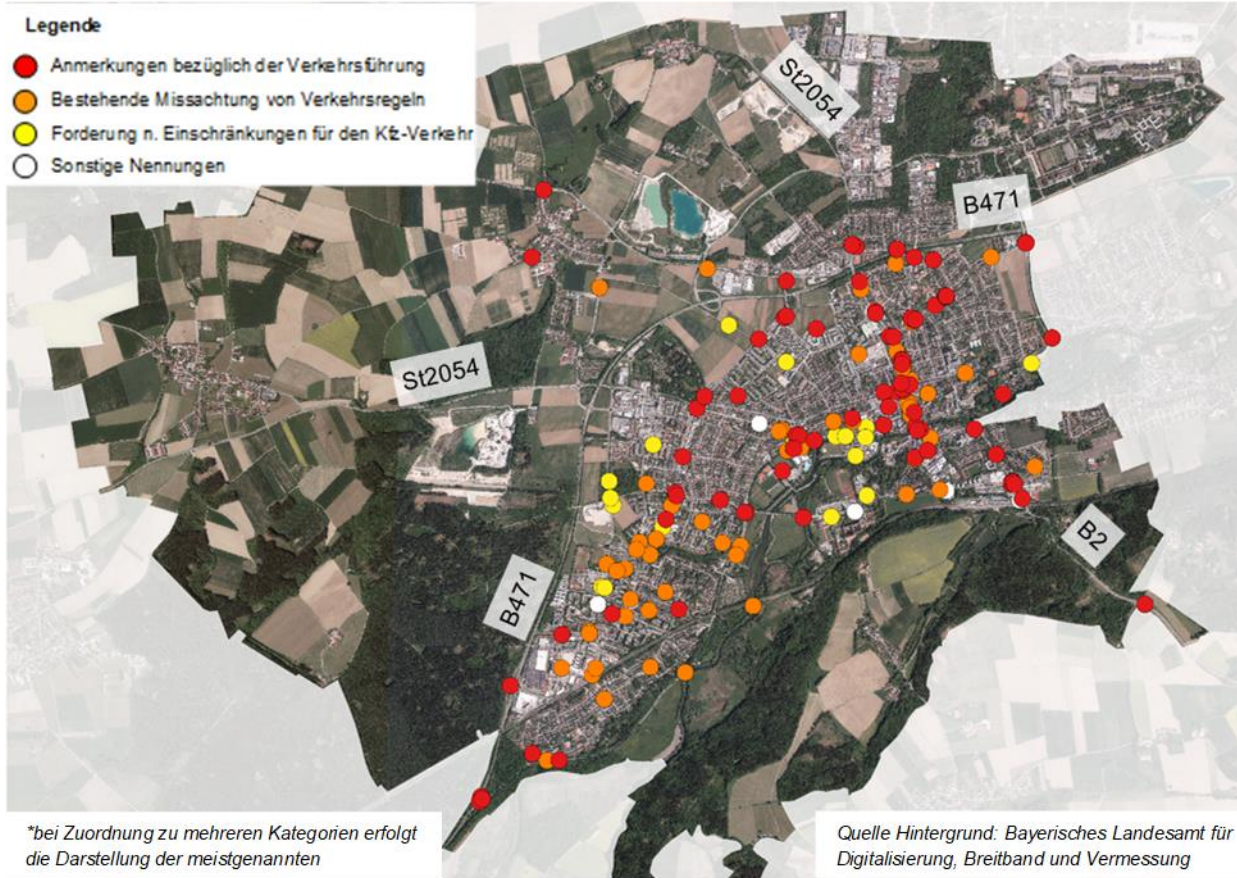 Legende
Anmerkungen bezüglich der Verkehrsführung
Bestehende Missachtung von Verkehrsregeln
Forderung n. Einschränkungen für den Kfz-Verkehr
Sonstige Nennungen
St2054
B471
St2054
B471
B2
*bei Zuordnung zu mehreren Kategorien erfolgt
die Darstellung der meistgenannten
Quelle Hintergrund: Bayerisches Landesamt für
Digitalisierung, Breitband und Vermessung